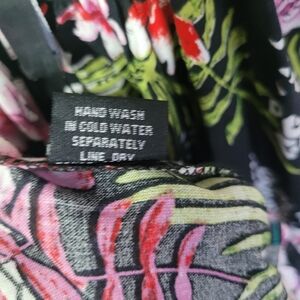 HAND WASH
IN COLD WATER
SEPARATELY
LINE DRY